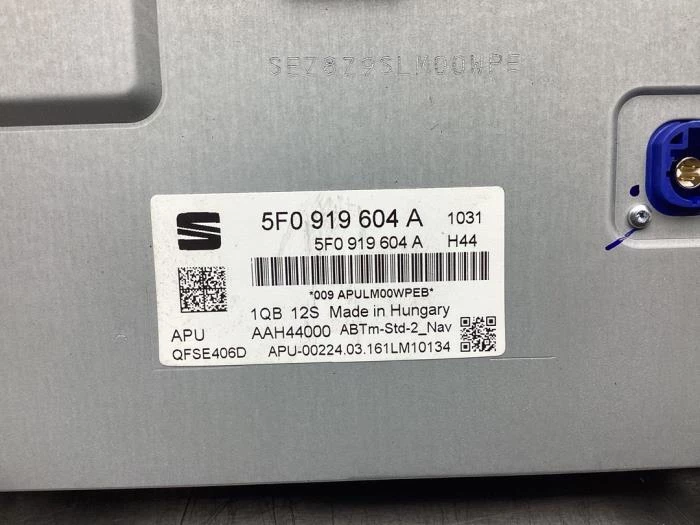 SEZ8Z9SLM00WPE
5F0 919 604 A 1031
5F0 919 604 A H44
*009 APULM00WPEB*
1QB 12S Made in Hungary
APU AAH44000 ABTm-Std-2_Nav
QFSE406D APU-00224.03.161LM10134